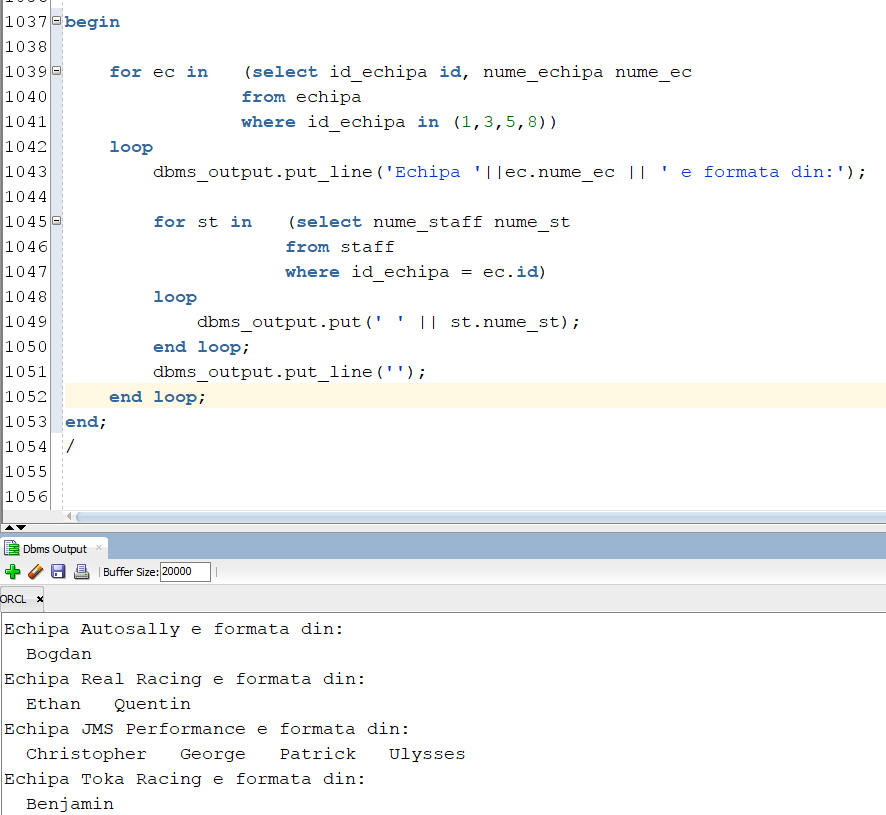 1037 begin
1038
1039     for ec in   (select id_echipa id, nume_echipa nume_ec
1040                 from echipa
1041                 where id_echipa in (1,3,5,8))
1042     loop
1043         dbms_output.put_line('Echipa '||ec.nume_ec || ' e formata din:');
1044
1045         for st in   (select nume_staff nume_st
1046                     from staff
1047                     where id_echipa = ec.id)
1048         loop
1049             dbms_output.put(' ' || st.nume_st);
1050         end loop;
1051         dbms_output.put_line('');
1052     end loop;
1053 end;
1054 /
1055
1056
Dbms Output ×
Buffer Size: 20000
ORCL ×
Echipa Autosally e formata din:
  Bogdan
Echipa Real Racing e formata din:
  Ethan   Quentin
Echipa JMS Performance e formata din:
  Christopher   George   Patrick   Ulysses
Echipa Toka Racing e formata din:
  Benjamin